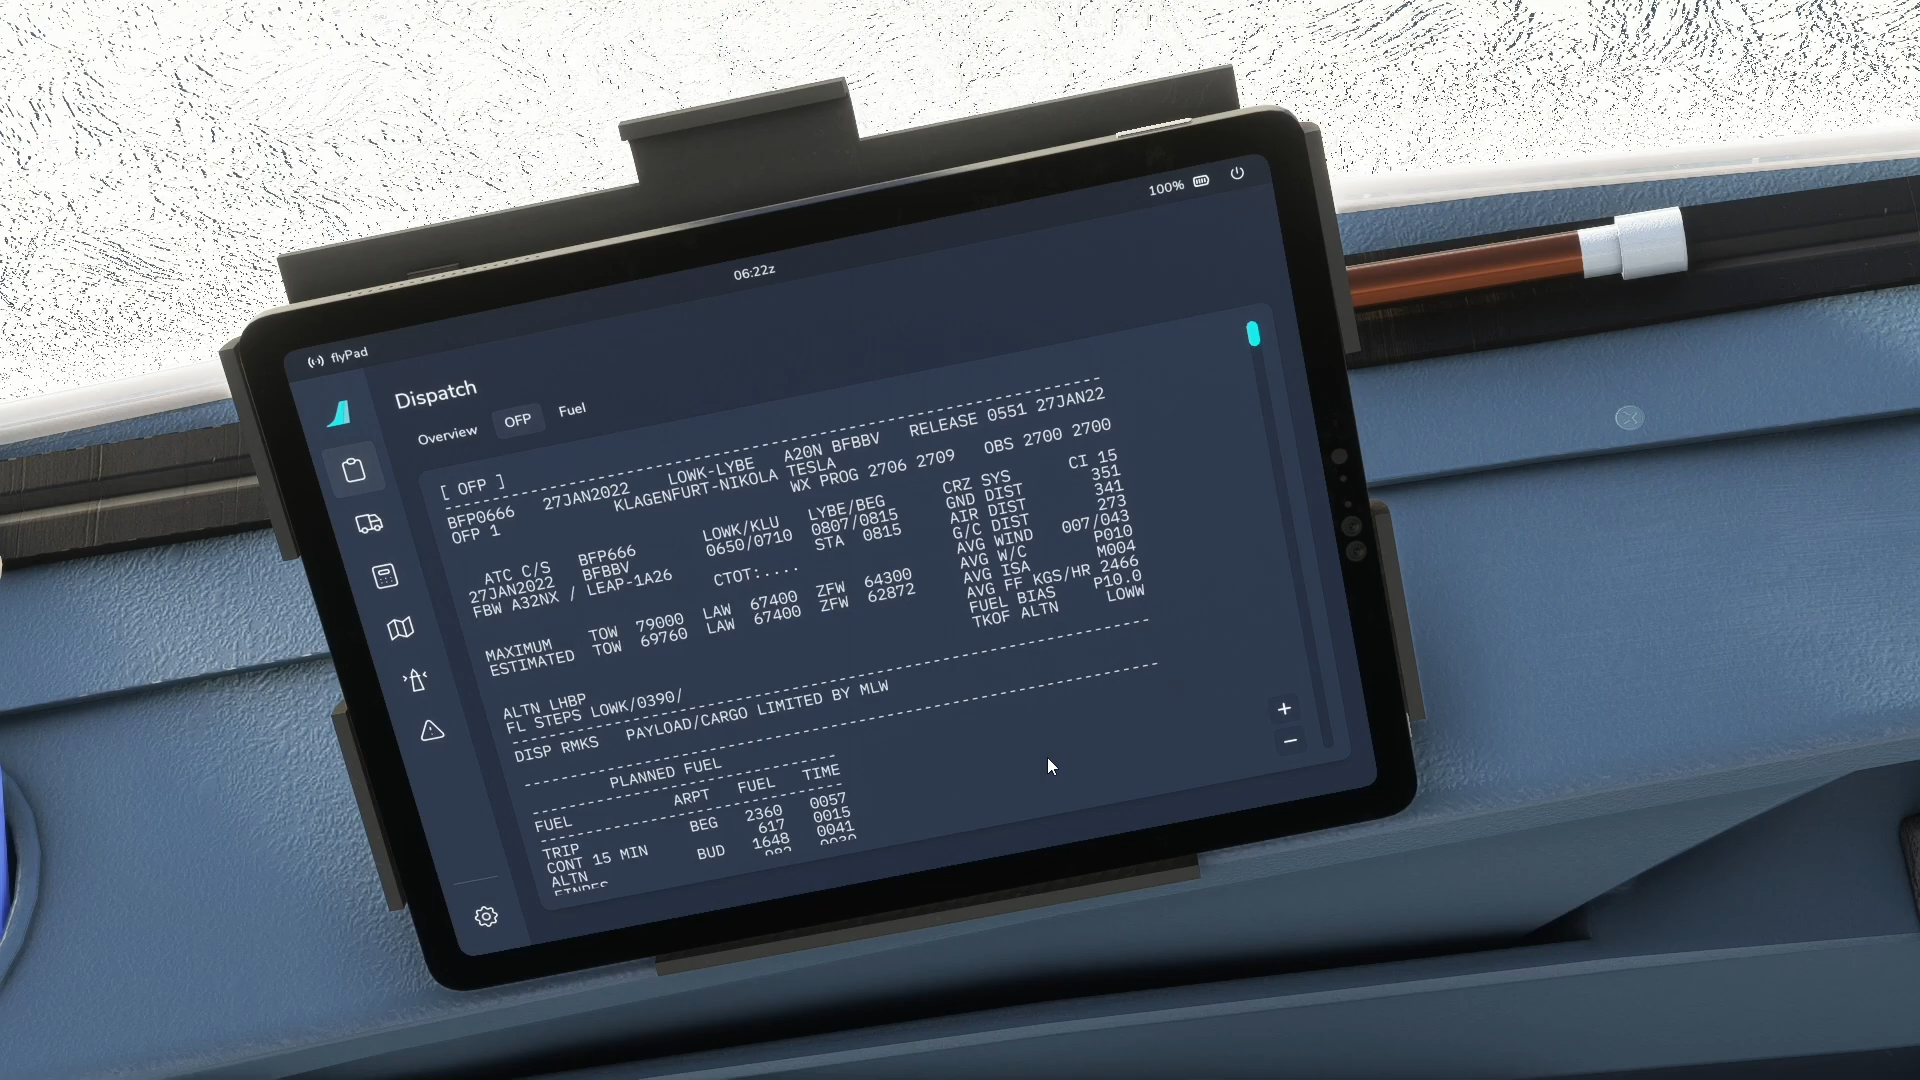 100%
06:22z
flyPad
Dispatch
Overview OFP Fuel
[ OFP ]
--------------------------------------------------------------------
BFP0666 27JAN2022 LOWK-LYBE A20N BFBBV RELEASE 0551 27JAN22
OFP 1 KLAGENFURT-NIKOLA TESLA
WX PROG 2706 2709 OBS 2700 2700
ATC C/S BFP666 LOWK/KLU LYBE/BEG CRZ SYS CI 15
27JAN2022 BFBBV 0650/0710 0807/0815 GND DIST 351
FBW A32NX / LEAP-1A26 STA 0815 AIR DIST 341
CTOT:.... G/C DIST 273
AVG WIND 007/043
MAXIMUM TOW 79000 LAW 67400 ZFW 64300 AVG W/C P010
ESTIMATED TOW 69760 LAW 67400 ZFW 62872 AVG ISA M004
AVG FF KGS/HR 2466
FUEL BIAS P10.0
ALTN LHBP TKOF ALTN LOWW
FL STEPS LOWK/0390/
--------------------------------------------------------------------
DISP RMKS PAYLOAD/CARGO LIMITED BY MLW
--------------------------------------------------------------------
PLANNED FUEL
---------------------------------
FUEL ARPT FUEL TIME
---------------------------------
TRIP BEG 2360 0057
CONT 15 MIN 617 0015
ALTN BUD 1648 0041
FINRES 982 0030
+
−